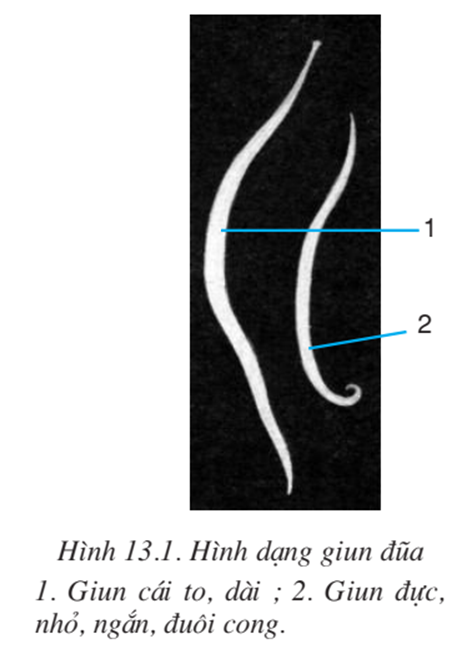 1
2
Hình 13.1. Hình dạng giun đũa
1. Giun cái to, dài ; 2. Giun đực,
nhỏ, ngắn, đuôi cong.